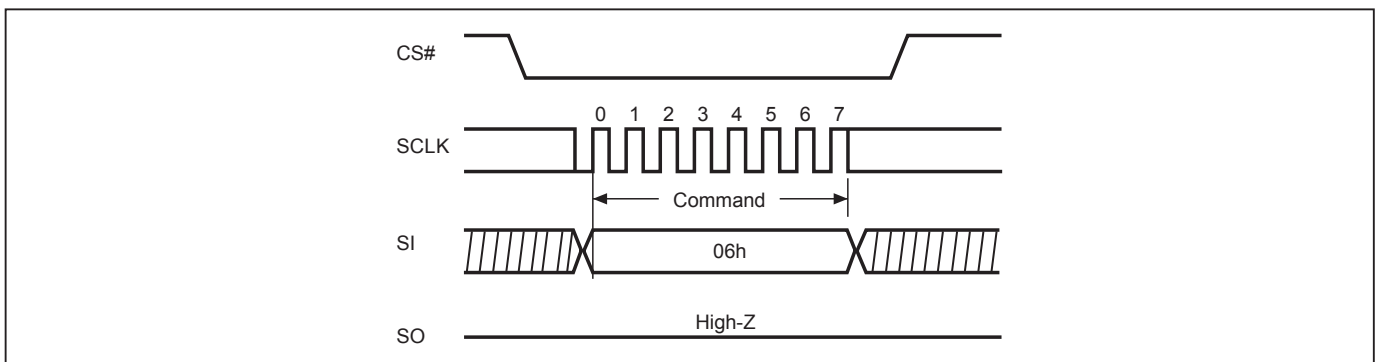 CS#
0 1 2 3 4 5 6 7
SCLK
Command
SI
06h
High-Z
SO